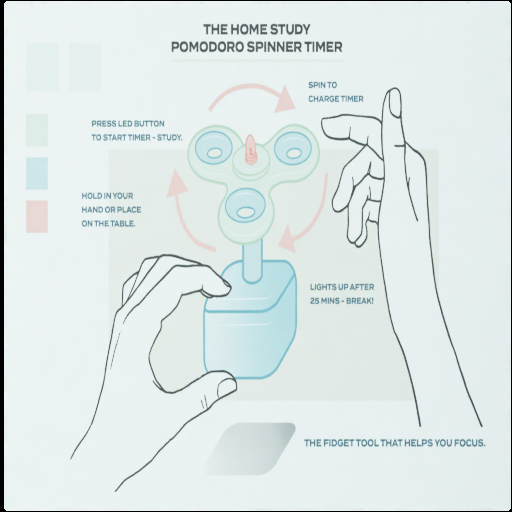 THE HOME STUDY
POMODORO SPINNER TIMER
SPIN TO
CHARGE TIMER
PRESS LED BUTTON
TO START TIMER - STUDY.
HOLD IN YOUR
HAND OR PLACE
ON THE TABLE.
LIGHTS UP AFTER
25 MINS - BREAK!
THE FIDGET TOOL THAT HELPS YOU FOCUS.